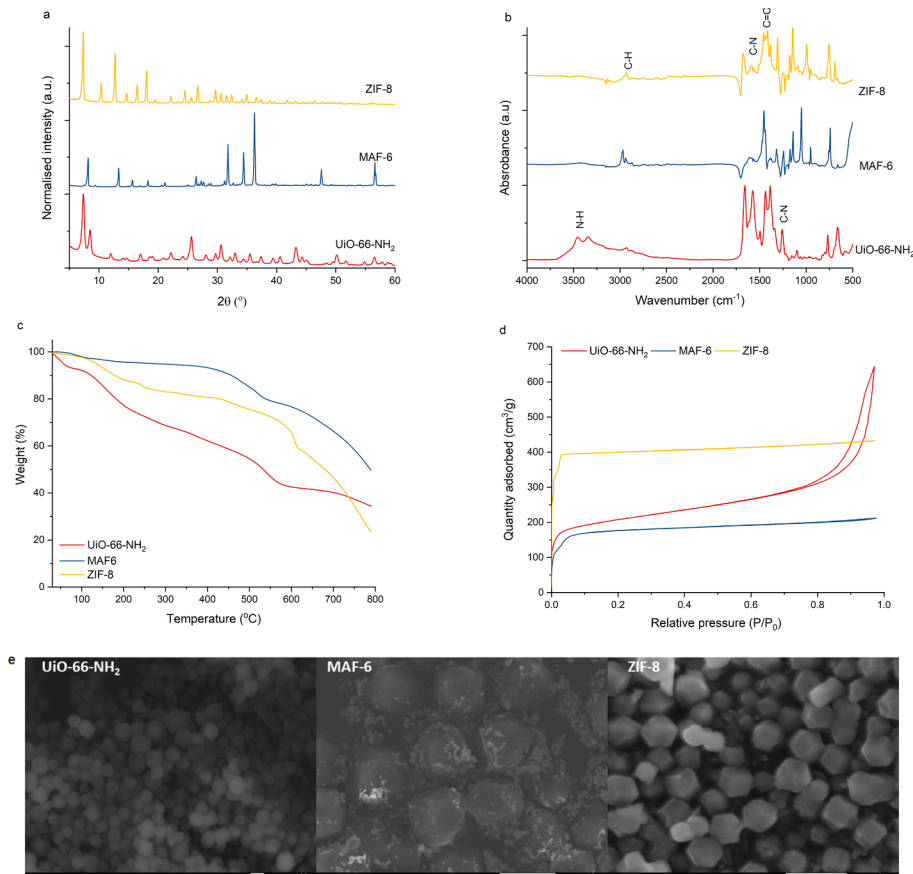 a
Normalised intensity (a.u.)
ZIF-8
MAF-6
UiO-66-NH₂
10 20 30 40 50 60
2θ (°)
b
Absrobance (a.u)
C-H
C-N
C=C
ZIF-8
MAF-6
N-H
C-N
UiO-66-NH₂
4000 3500 3000 2500 2000 1500 1000 500
Wavenumber (cm⁻¹)
c
Weight (%)
100
80
60
40
20
0
UiO-66-NH₂
MAF6
ZIF-8
100 200 300 400 500 600 700 800
Temperature (°C)
d
UiO-66-NH₂ MAF-6 ZIF-8
Quantity adsorbed (cm³/g)
700
600
500
400
300
200
100
0
0.0 0.2 0.4 0.6 0.8 1.0
Relative pressure (P/P₀)
e
UiO-66-NH₂ MAF-6 ZIF-8